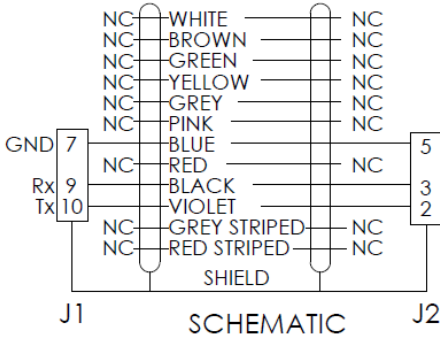 NC WHITE NC
NC BROWN NC
NC GREEN NC
NC YELLOW NC
NC GREY NC
NC PINK NC
GND 7 BLUE 5
NC RED NC
Rx 9 BLACK 3
Tx 10 VIOLET 2
NC GREY STRIPED NC
NC RED STRIPED NC
SHIELD
J1 SCHEMATIC J2